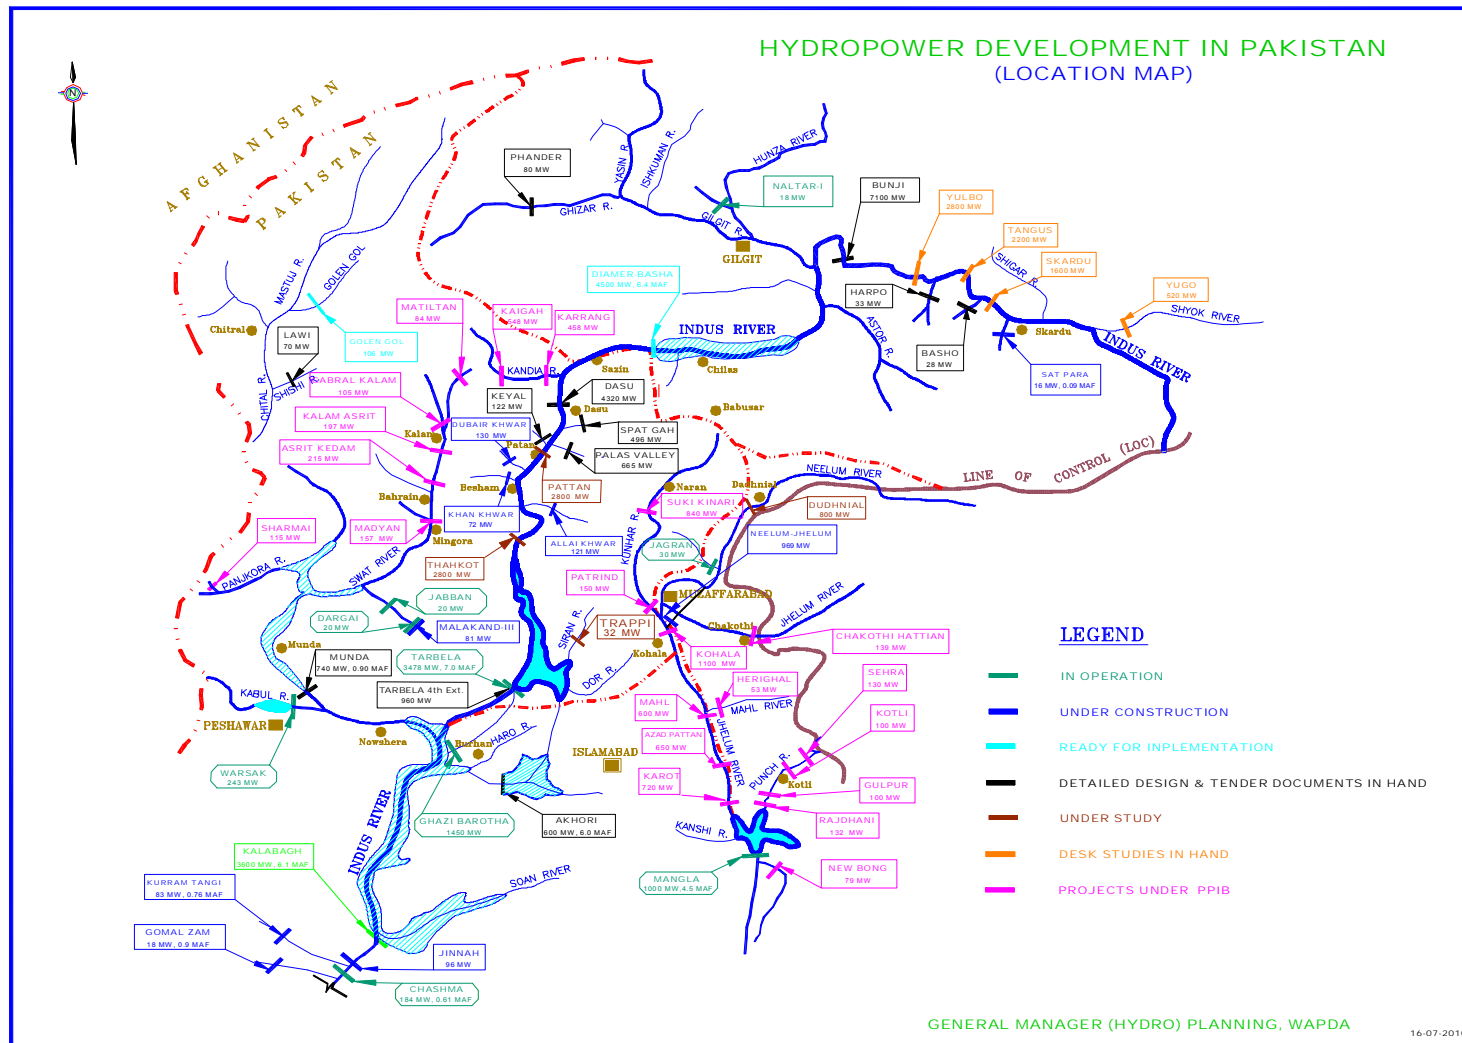 HYDROPOWER DEVELOPMENT IN PAKISTAN
(LOCATION MAP)
N
AFGHANISTAN
PAKISTAN
PHANDER
80 MW
YASIN R.
ISHKUMAN R.
HUNZA RIVER
GHIZAR R.
GILGIT R.
NALTAR-I
18 MW
BUNJI
7100 MW
YULBO
2800 MW
TANGUS
2200 MW
SKARDU
1600 MW
YUGO
520 MW
GILGIT
SHIGAR R.
SHYOK RIVER
MASTUJ R.
GOLEN GOL
DIAMER-BASHA
4500 MW, 6.4 MAF
HARPO
33 MW
ASTOR R.
Skardu
INDUS RIVER
BASHO
28 MW
SAT PARA
16 MW, 0.09 MAF
Chitral
LAWI
70 MW
GOLEN GOL
106 MW
MATILTAN
84 MW
KAIGAH
548 MW
KARRANG
458 MW
INDUS RIVER
Sazin
Chilas
KANDIA R.
CHITAL R.
SHISHI R.
GABRAL KALAM
105 MW
KEYAL
122 MW
DASU
4320 MW
Dasu
Babusar
KALAM ASRIT
197 MW
Kalam
DUBAIR KHWAR
130 MW
SPAT GAH
496 MW
Patan
PALAS VALLEY
665 MW
ASRIT KEDAM
215 MW
LINE OF CONTROL (LOC)
NEELUM RIVER
Bahrain
Besham
PATTAN
2800 MW
Naran
Dadhnial
SUKI KINARI
840 MW
DUDHNIAL
800 MW
KHAN KHWAR
72 MW
SHARMAI
115 MW
MADYAN
157 MW
Mingora
ALLAI KHWAR
121 MW
KUNHAR R.
JAGRAN
30 MW
NEELUM-JHELUM
969 MW
PANJKORA R.
SWAT RIVER
THAHKOT
2800 MW
PATRIND
150 MW
MUZAFFARABAD
JABBAN
20 MW
DARGAI
20 MW
MALAKAND-III
81 MW
SIRAN R.
TRAPPI
32 MW
Chakothi
JHELUM RIVER
CHAKOTHI HATTIAN
139 MW
Munda
Kohala
KOHALA
1100 MW
MUNDA
740 MW, 0.90 MAF
TARBELA
3478 MW, 7.0 MAF
TARBELA 4th Ext.
960 MW
DOR R.
HERIGHAL
53 MW
SEHRA
130 MW
KABUL R.
MAHL
600 MW
MAHL RIVER
KOTLI
100 MW
PESHAWAR
Nowshera
Burhan
HARO R.
ISLAMABAD
AZAD PATTAN
650 MW
JHELUM RIVER
PUNCH R.
Kotli
WARSAK
243 MW
KAROT
720 MW
GULPUR
100 MW
INDUS RIVER
GHAZI BAROTHA
1450 MW
AKHORI
600 MW, 6.0 MAF
KANSHI R.
RAJDHANI
132 MW
KALABAGH
3600 MW, 6.1 MAF
SOAN RIVER
MANGLA
1000 MW,4.5 MAF
NEW BONG
79 MW
KURRAM TANGI
83 MW, 0.76 MAF
GOMAL ZAM
18 MW, 0.9 MAF
JINNAH
96 MW
CHASHMA
184 MW, 0.61 MAF
LEGEND
IN OPERATION
UNDER CONSTRUCTION
READY FOR INPLEMENTATION
DETAILED DESIGN & TENDER DOCUMENTS IN HAND
UNDER STUDY
DESK STUDIES IN HAND
PROJECTS UNDER PPIB
GENERAL MANAGER (HYDRO) PLANNING, WAPDA
16-07-2010